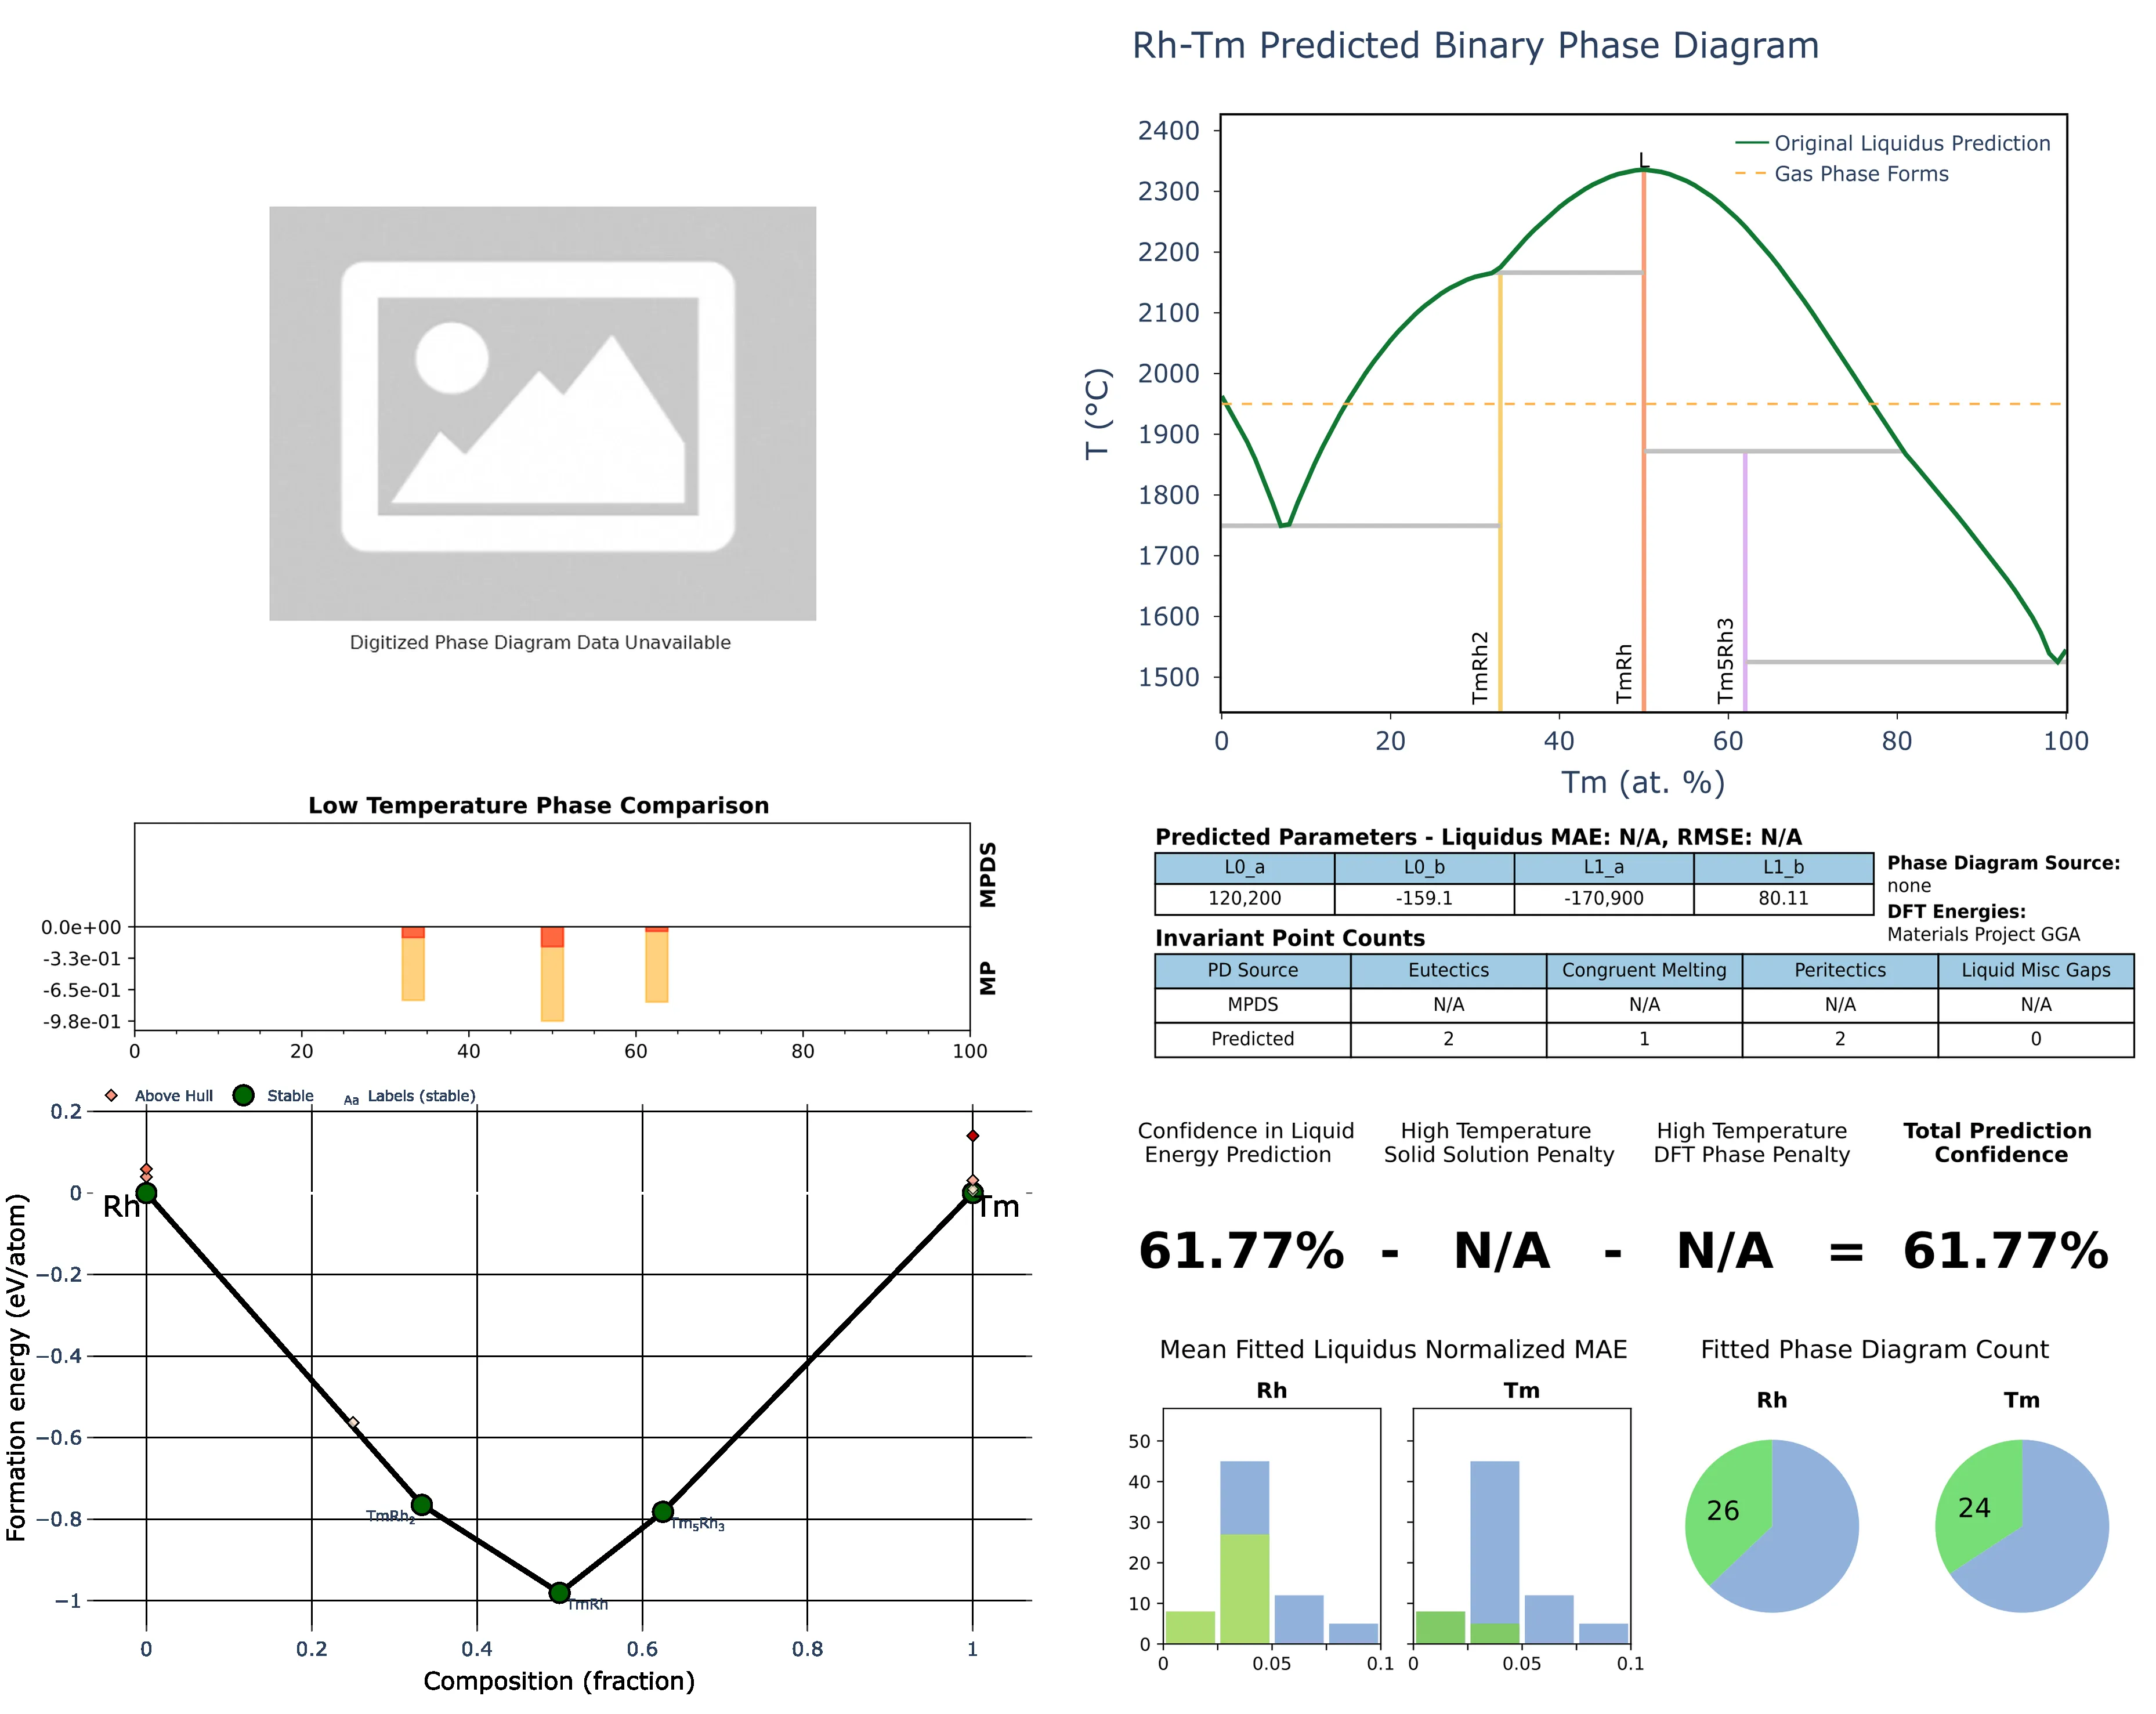 Rh-Tm Predicted Binary Phase Diagram
Digitized Phase Diagram Data Unavailable
2400
2300
2200
2100
2000
1900
1800
1700
1600
1500
T (°C)
L
Original Liquidus Prediction
Gas Phase Forms
TmRh2
TmRh
Tm5Rh3
0 20 40 60 80 100
Tm (at. %)
Low Temperature Phase Comparison
MPDS
MP
0.0e+00
-3.3e-01
-6.5e-01
-9.8e-01
0 20 40 60 80 100
Predicted Parameters - Liquidus MAE: N/A, RMSE: N/A
L0_a L0_b L1_a L1_b
120,200 -159.1 -170,900 80.11
Phase Diagram Source:
none
DFT Energies:
Materials Project GGA
Invariant Point Counts
PD Source Eutectics Congruent Melting Peritectics Liquid Misc Gaps
MPDS N/A N/A N/A N/A
Predicted 2 1 2 0
Above Hull Stable Aa Labels (stable)
0.2
0
−0.2
−0.4
−0.6
−0.8
−1
Formation energy (eV/atom)
Rh
Tm
TmRh₂
Tm₅Rh₃
TmRh
0 0.2 0.4 0.6 0.8 1
Composition (fraction)
Confidence in Liquid
Energy Prediction
High Temperature
Solid Solution Penalty
High Temperature
DFT Phase Penalty
Total Prediction
Confidence
61.77% - N/A - N/A = 61.77%
Mean Fitted Liquidus Normalized MAE
Rh
Tm
50
40
30
20
10
0
0 0.05 0.1
0 0.05 0.1
Fitted Phase Diagram Count
Rh
Tm
26
24